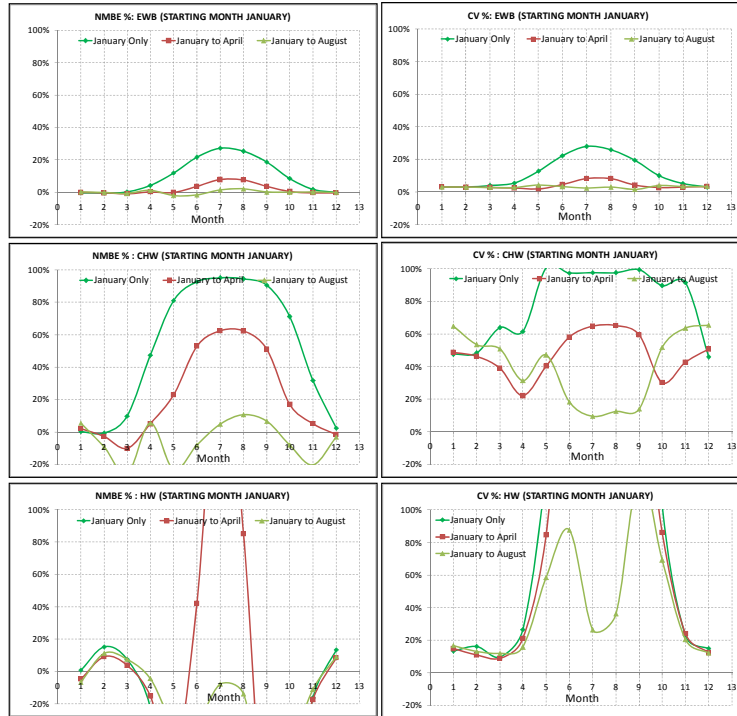 NMBE %: EWB (STARTING MONTH JANUARY)
January Only January to April January to August
100%
80%
60%
40%
20%
0%
-20%
0 1 2 3 4 5 6 7 8 9 10 11 12 13
Month
CV %: EWB (STARTING MONTH JANUARY)
January Only January to April January to August
100%
80%
60%
40%
20%
0%
-20%
0 1 2 3 4 5 6 7 8 9 10 11 12 13
Month
NMBE % : CHW (STARTING MONTH JANUARY)
January Only January to April January to August
100%
80%
60%
40%
20%
0%
-20%
0 1 2 3 4 5 6 7 8 9 10 11 12 13
Month
CV %: CHW (STARTING MONTH JANUARY)
January Only January to April January to August
100%
80%
60%
40%
20%
0%
-20%
0 1 2 3 4 5 6 7 8 9 10 11 12 13
Month
NMBE % : HW (STARTING MONTH JANUARY)
January Only January to April January to August
100%
80%
60%
40%
20%
0%
-20%
0 1 2 3 4 5 6 7 8 9 10 11 12 13
Month
CV %: HW (STARTING MONTH JANUARY)
January Only
January to April
January to August
100%
80%
60%
40%
20%
0%
-20%
0 1 2 3 4 5 6 7 8 9 10 11 12 13
Month